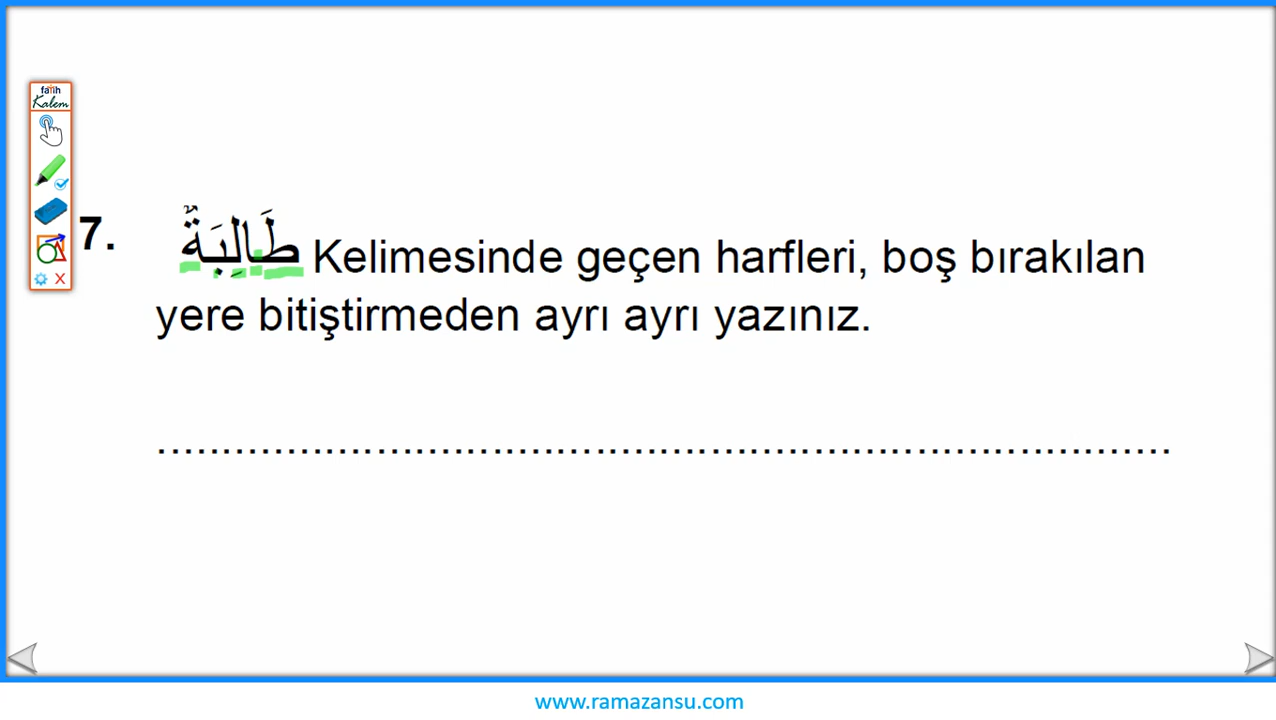 fatih
Kalem
7. طَالِبَةٌ Kelimesinde geçen harfleri, boş bırakılan
yere bitiştirmeden ayrı ayrı yazınız.
................................................................................
www.ramazansu.com